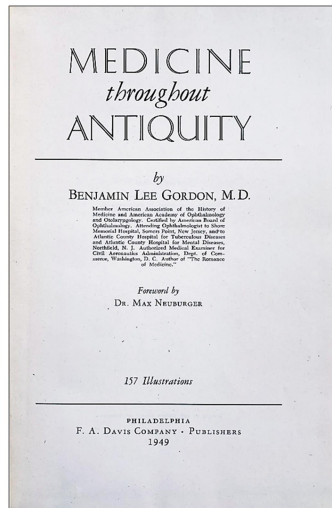 MEDICINE
throughout
ANTIQUITY
by
BENJAMIN LEE GORDON, M.D.
Member American Association of the History of
Medicine and American Academy of Ophthalmology
and Otolaryngology. Certified by American Board of
Ophthalmology. Attending Ophthalmologist to Shore
Memorial Hospital, Somers Point, New Jersey, and to
Atlantic County Hospital for Tuberculous Diseases
and Atlantic County Hospital for Mental Diseases,
Northfield, N. J. Authorized Medical Examiner for
Civil Aeronautics Administration, Dept. of Com-
merce, Washington, D. C. Author of "The Romance
of Medicine."
Foreword by
DR. MAX NEUBURGER
157 Illustrations
PHILADELPHIA
F. A. DAVIS COMPANY · PUBLISHERS
1949